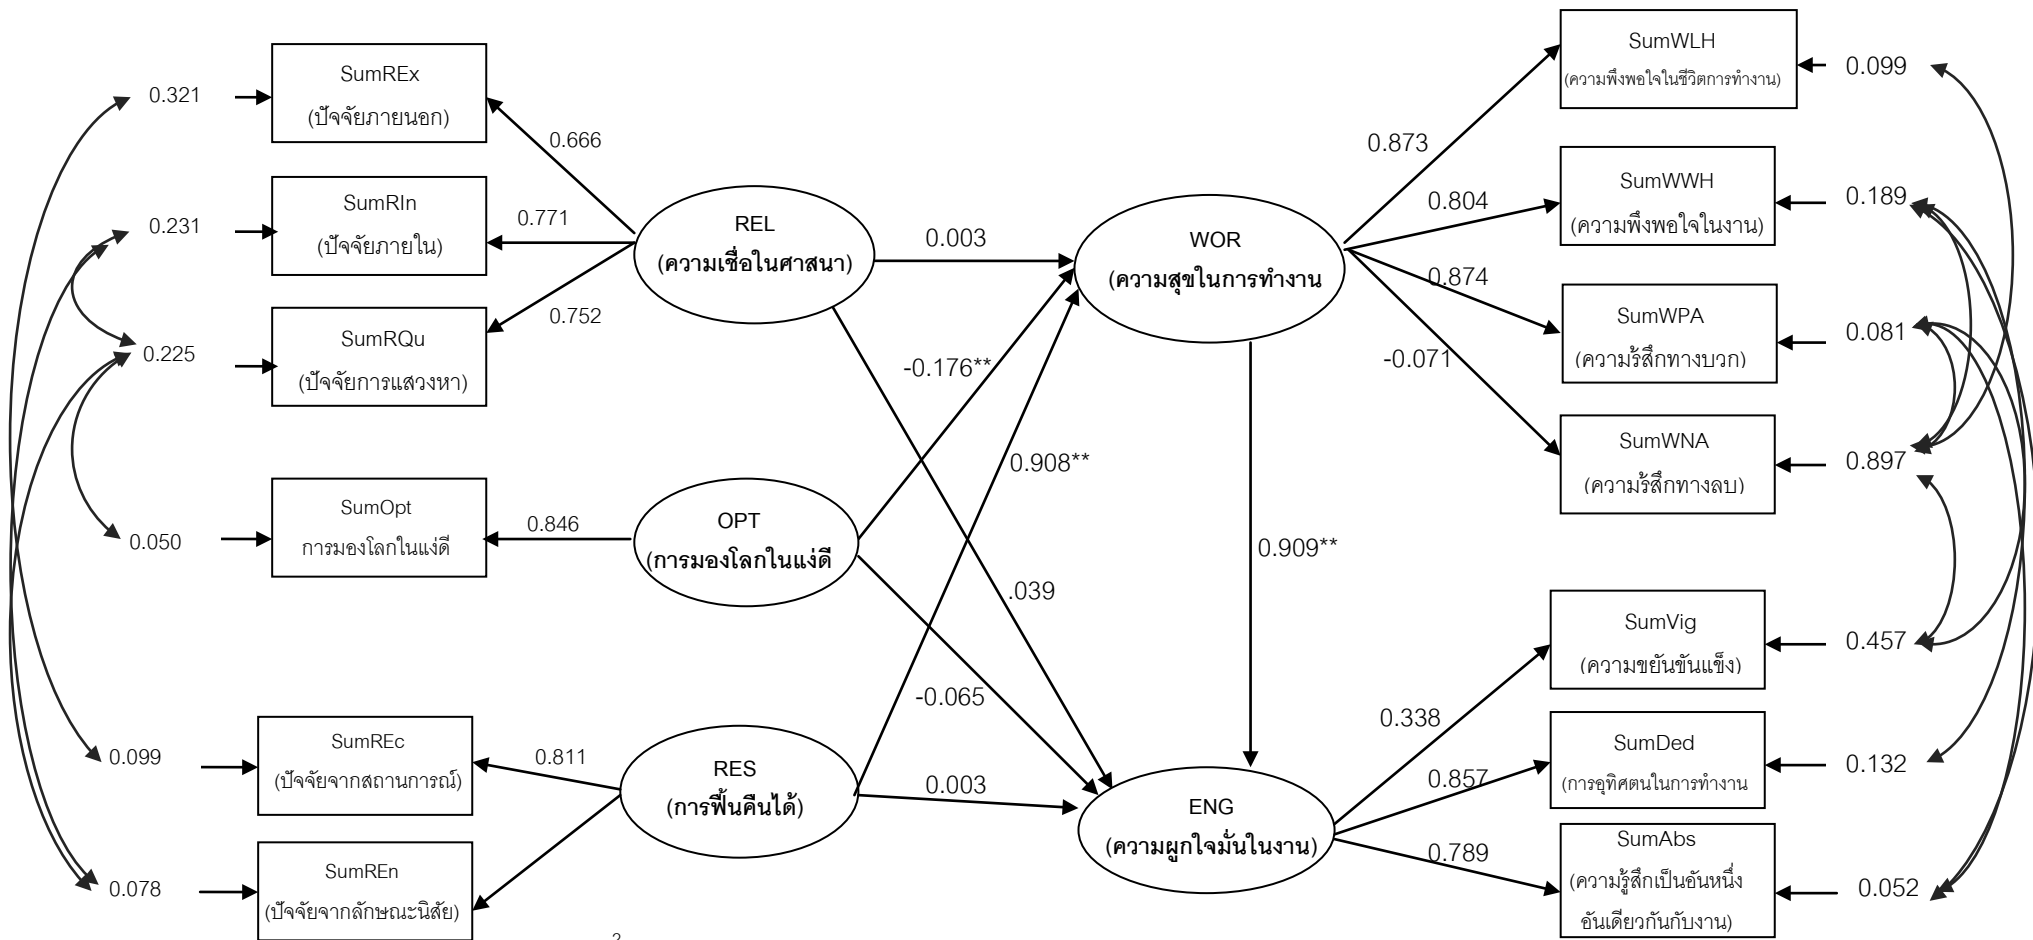 0.321
SumREx
(ปัจจัยภายนอก)
0.666
0.231
SumRIn
(ปัจจัยภายใน)
0.771
0.225
SumRQu
(ปัจจัยการแสวงหา)
0.752
0.050
SumOpt
การมองโลกในแง่ดี
0.846
0.099
SumREc
(ปัจจัยจากสถานการณ์)
0.811
0.078
SumREn
(ปัจจัยจากลักษณะนิสัย)
2
REL
(ความเชื่อในศาสนา)
OPT
(การมองโลกในแง่ดี
RES
(การฟื้นคืนได้)
0.003
-0.176**
0.908**
.039
-0.065
0.003
WOR
(ความสุขในการทำงาน
0.909**
ENG
(ความผูกใจมั่นในงาน)
0.873
0.804
0.874
-0.071
0.338
0.857
0.789
SumWLH
(ความพึงพอใจในชีวิตการทำงาน)
0.099
SumWWH
(ความพึงพอใจในงาน)
0.189
SumWPA
(ความรู้สึกทางบวก)
0.081
SumWNA
(ความรู้สึกทางลบ)
0.897
SumVig
(ความขยันขันแข็ง)
0.457
SumDed
(การอุทิศตนในการทำงาน
0.132
SumAbs
(ความรู้สึกเป็นอันหนึ่ง
อันเดียวกันกับงาน)
0.052